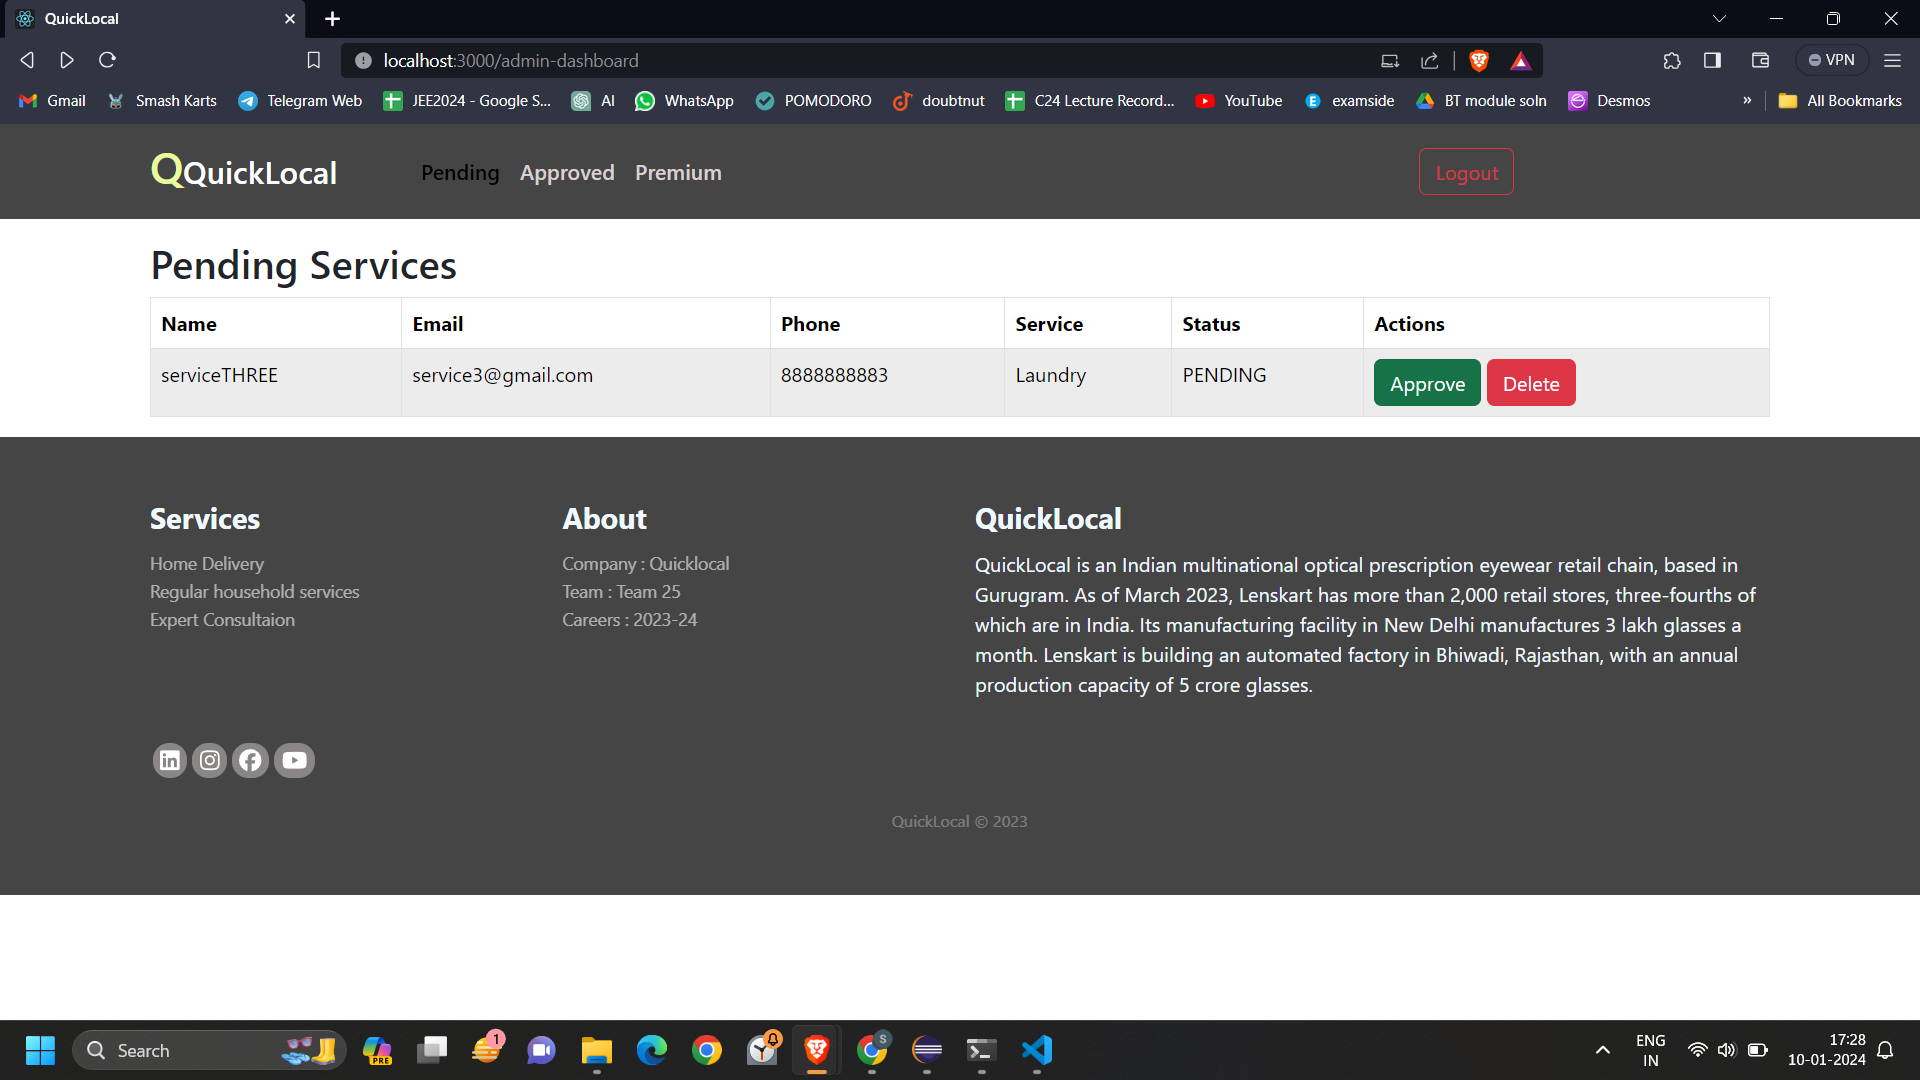 QuickLocal
localhost:3000/admin-dashboard
VPN
Gmail
Smash Karts
Telegram Web
JEE2024 - Google S...
AI
WhatsApp
POMODORO
doubtnut
C24 Lecture Record...
YouTube
examside
BT module soln
Desmos
»
All Bookmarks
QQuickLocal
Pending
Approved
Premium
Logout
Pending Services
Name Email Phone Service Status Actions
serviceTHREE service3@gmail.com 8888888883 Laundry PENDING Approve Delete
Services
Home Delivery
Regular household services
Expert Consultaion
About
Company : Quicklocal
Team : Team 25
Careers : 2023-24
QuickLocal
QuickLocal is an Indian multinational optical prescription eyewear retail chain, based in
Gurugram. As of March 2023, Lenskart has more than 2,000 retail stores, three-fourths of
which are in India. Its manufacturing facility in New Delhi manufactures 3 lakh glasses a
month. Lenskart is building an automated factory in Bhiwadi, Rajasthan, with an annual
production capacity of 5 crore glasses.
QuickLocal © 2023
Search
PRE
1
S
ENG
IN
17:28
10-01-2024